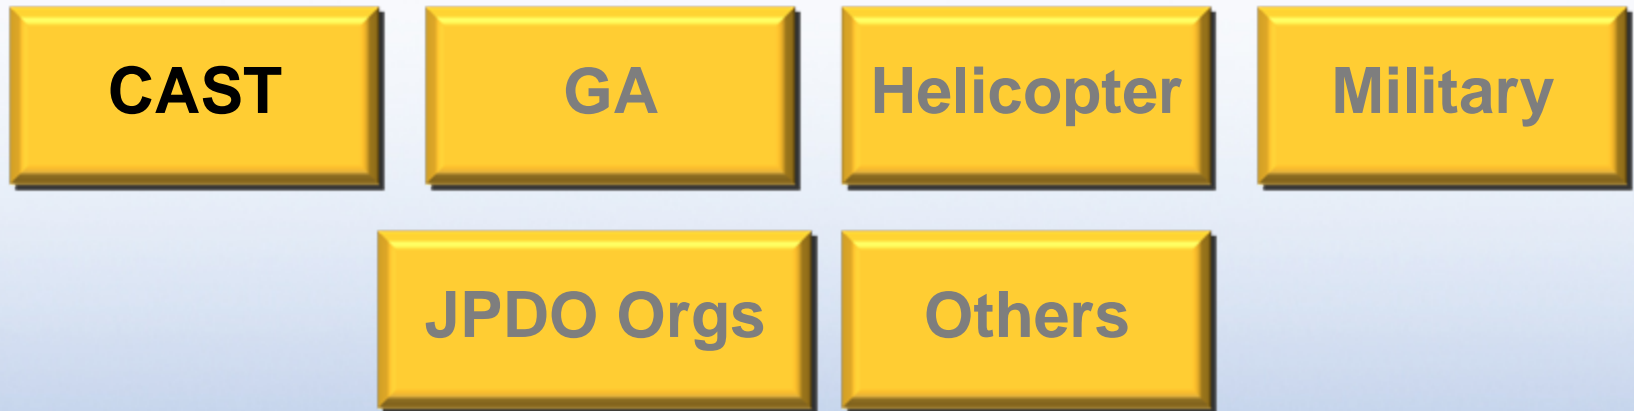 CAST
GA
Helicopter
Military
JPDO Orgs
Others